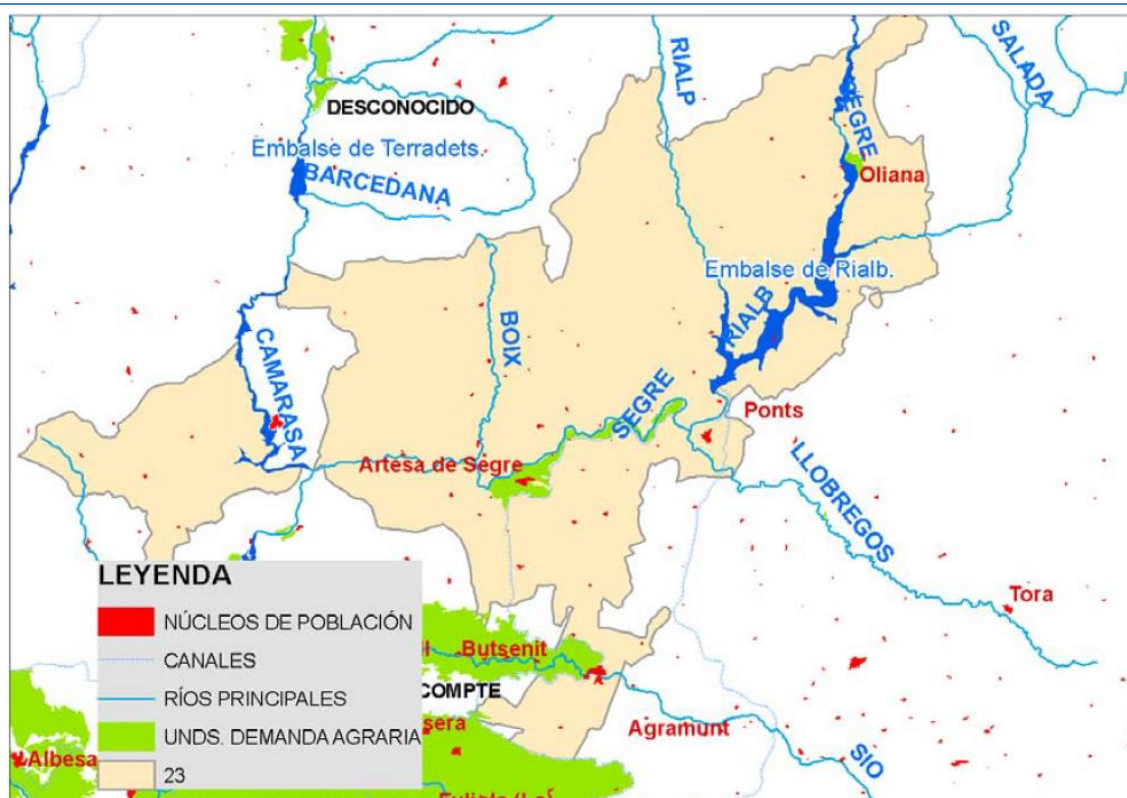 RIALP
SALADA
SEGRE
DESCONOCIDO
Embalse de Terradets.
BARCEDANA
Oliana
Embalse de Rialb.
RIALB
BOIX
CAMARASA
SEGRE
Ponts
Artesa de Segre
LLOBREGOS
LEYENDA
NÚCLEOS DE POBLACIÓN
CANALES
RÍOS PRINCIPALES
UNDS. DEMANDA AGRARIA
23
Tora
Butsenit
COMPTE
sera
Agramunt
SIO
Albesa